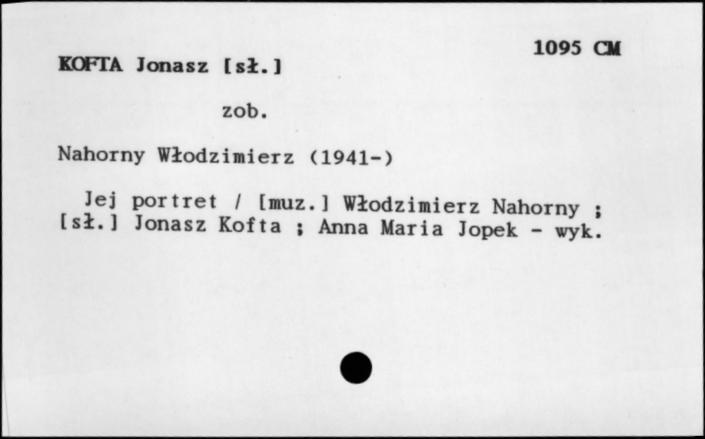 1095 CM
KOFTA Jonasz [sł.]
zob.
Nahorny Włodzimierz (1941-)
Jej portret / [muz.] Włodzimierz Nahorny ;
[sł.] Jonasz Kofta ; Anna Maria Jopek - wyk.